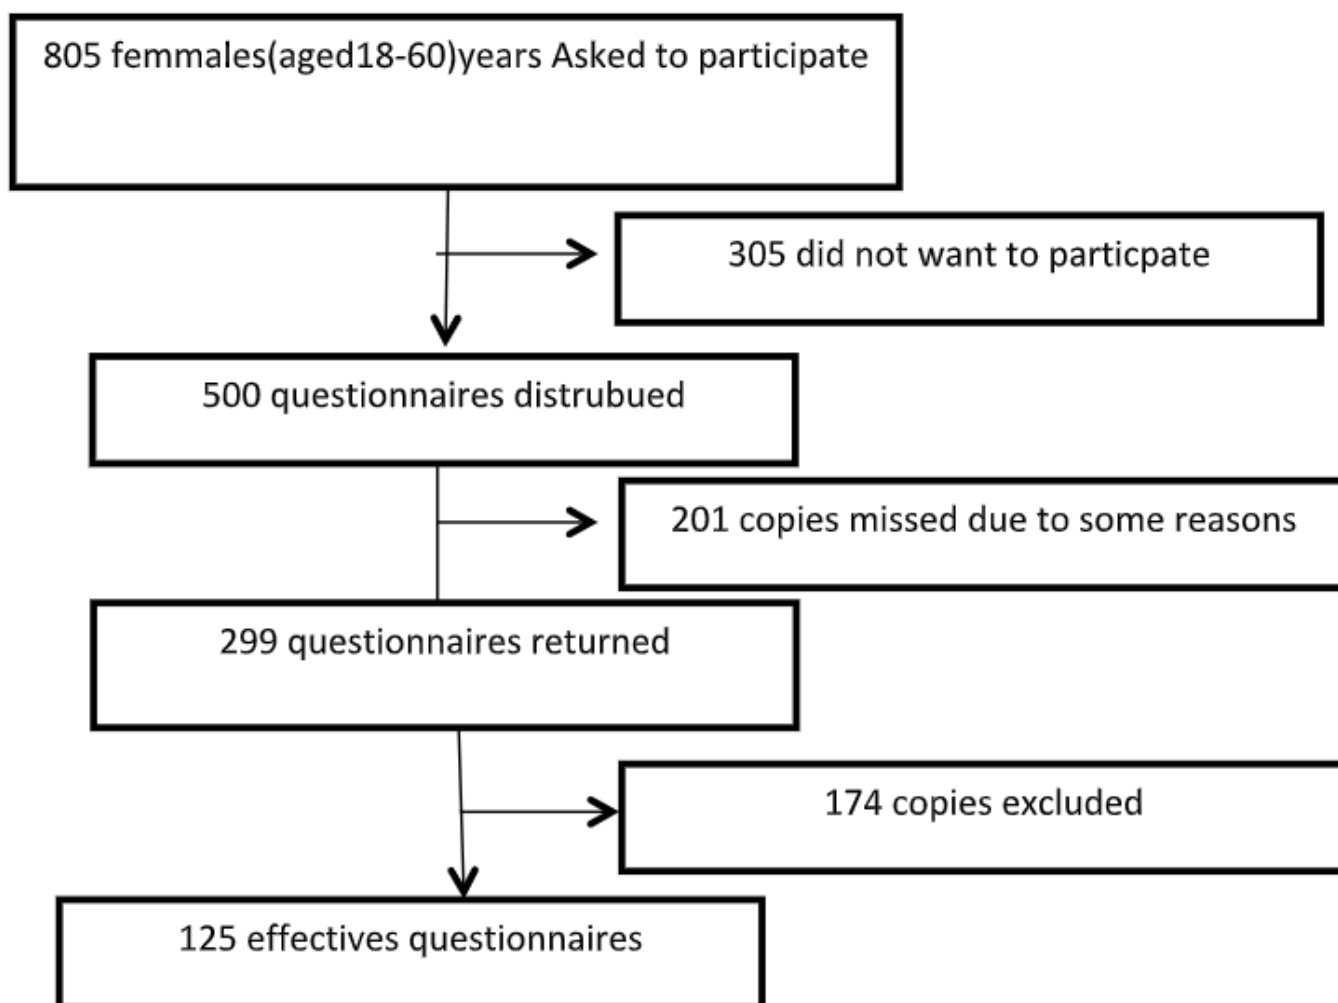 805 femmales(aged18-60)years Asked to participate
305 did not want to particpate
500 questionnaires distrubued
201 copies missed due to some reasons
299 questionnaires returned
174 copies excluded
125 effectives questionnaires